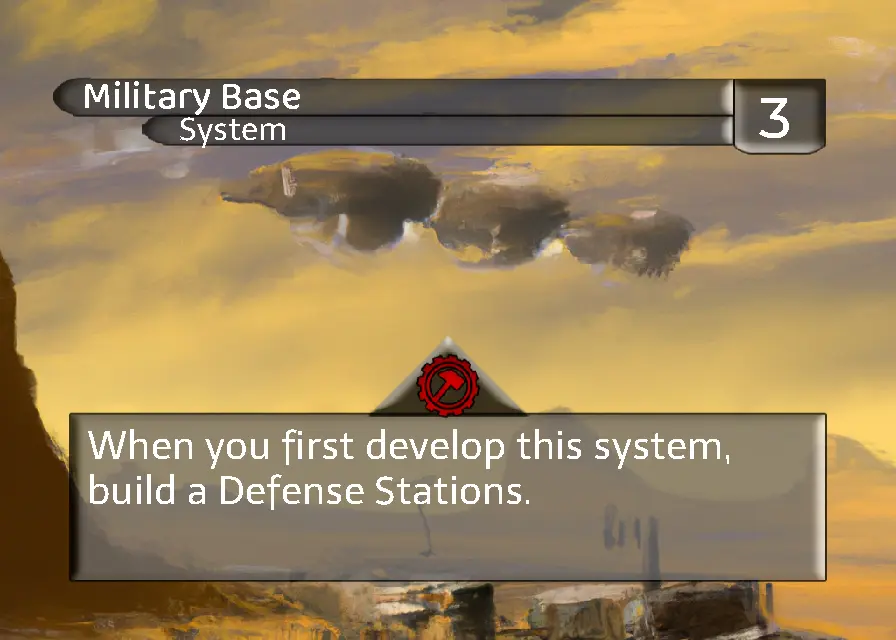 Military Base
System
3
When you first develop this system,
build a Defense Stations.